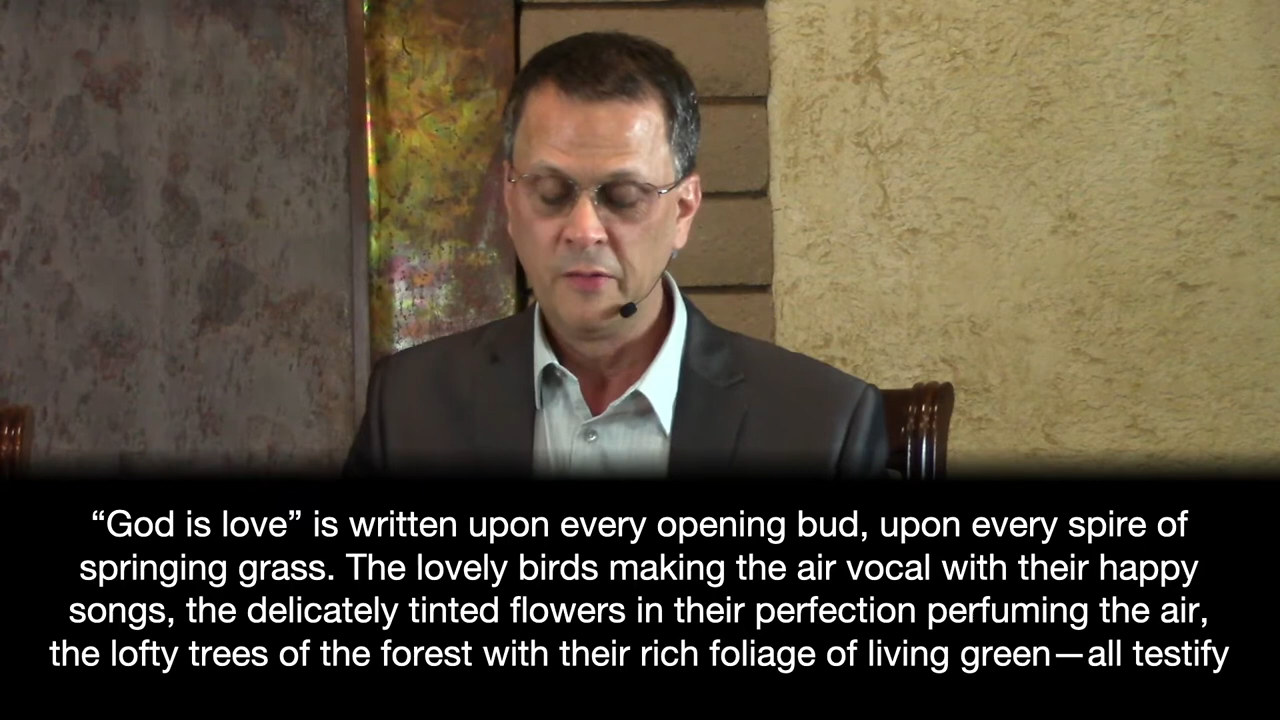 “God is love” is written upon every opening bud, upon every spire of
springing grass. The lovely birds making the air vocal with their happy
songs, the delicately tinted flowers in their perfection perfuming the air,
the lofty trees of the forest with their rich foliage of living green—all testify